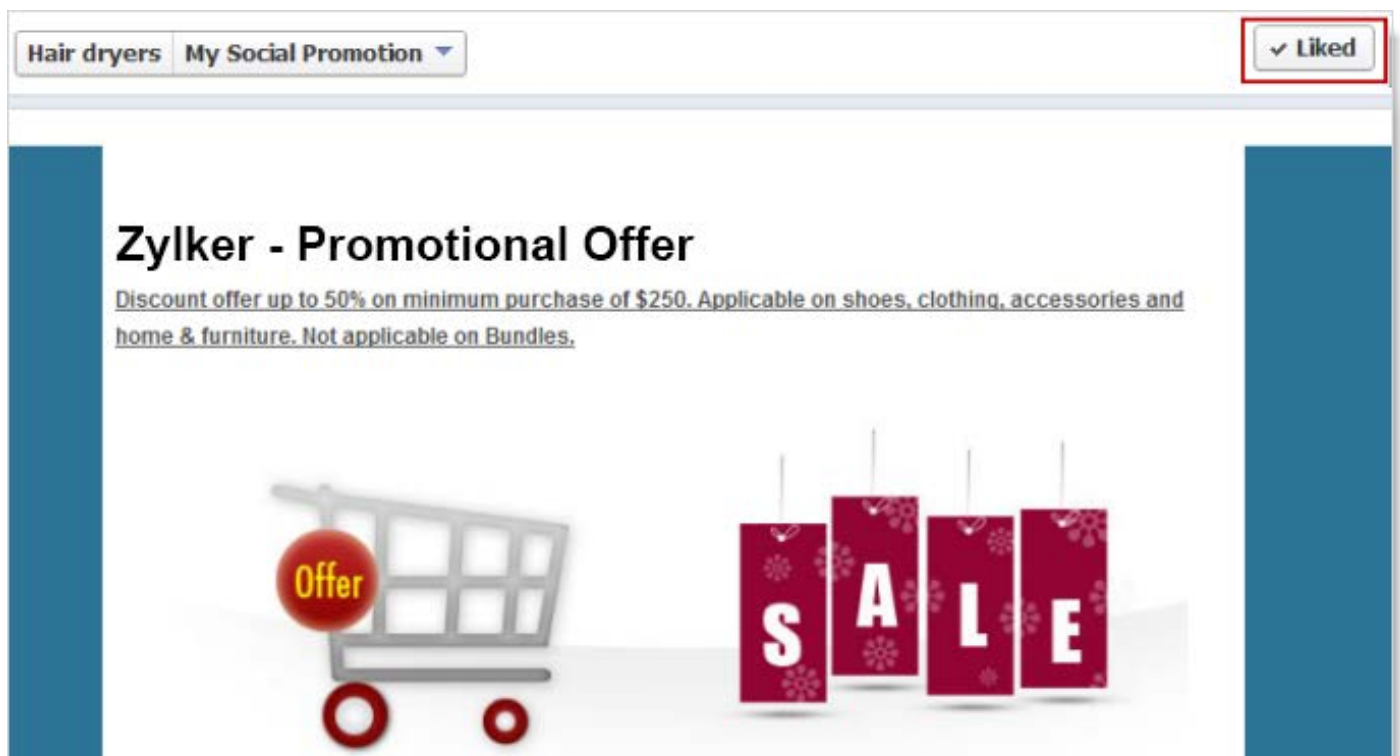 Hair dryers My Social Promotion
✓ Liked
Zylker - Promotional Offer
Discount offer up to 50% on minimum purchase of $250. Applicable on shoes, clothing, accessories and
home & furniture. Not applicable on Bundles.
Offer
SALE